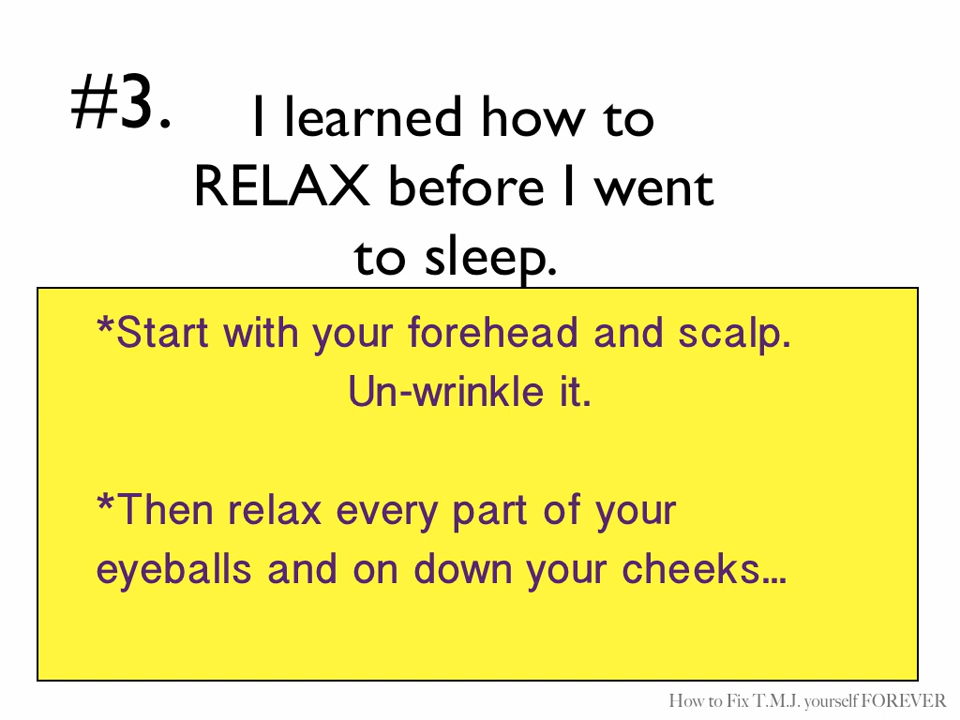 #3.
I learned how to
RELAX before I went
to sleep.
*Start with your forehead and scalp.
Un-wrinkle it.
*Then relax every part of your
eyeballs and on down your cheeks...
How to Fix T.M.J. yourself FOREVER